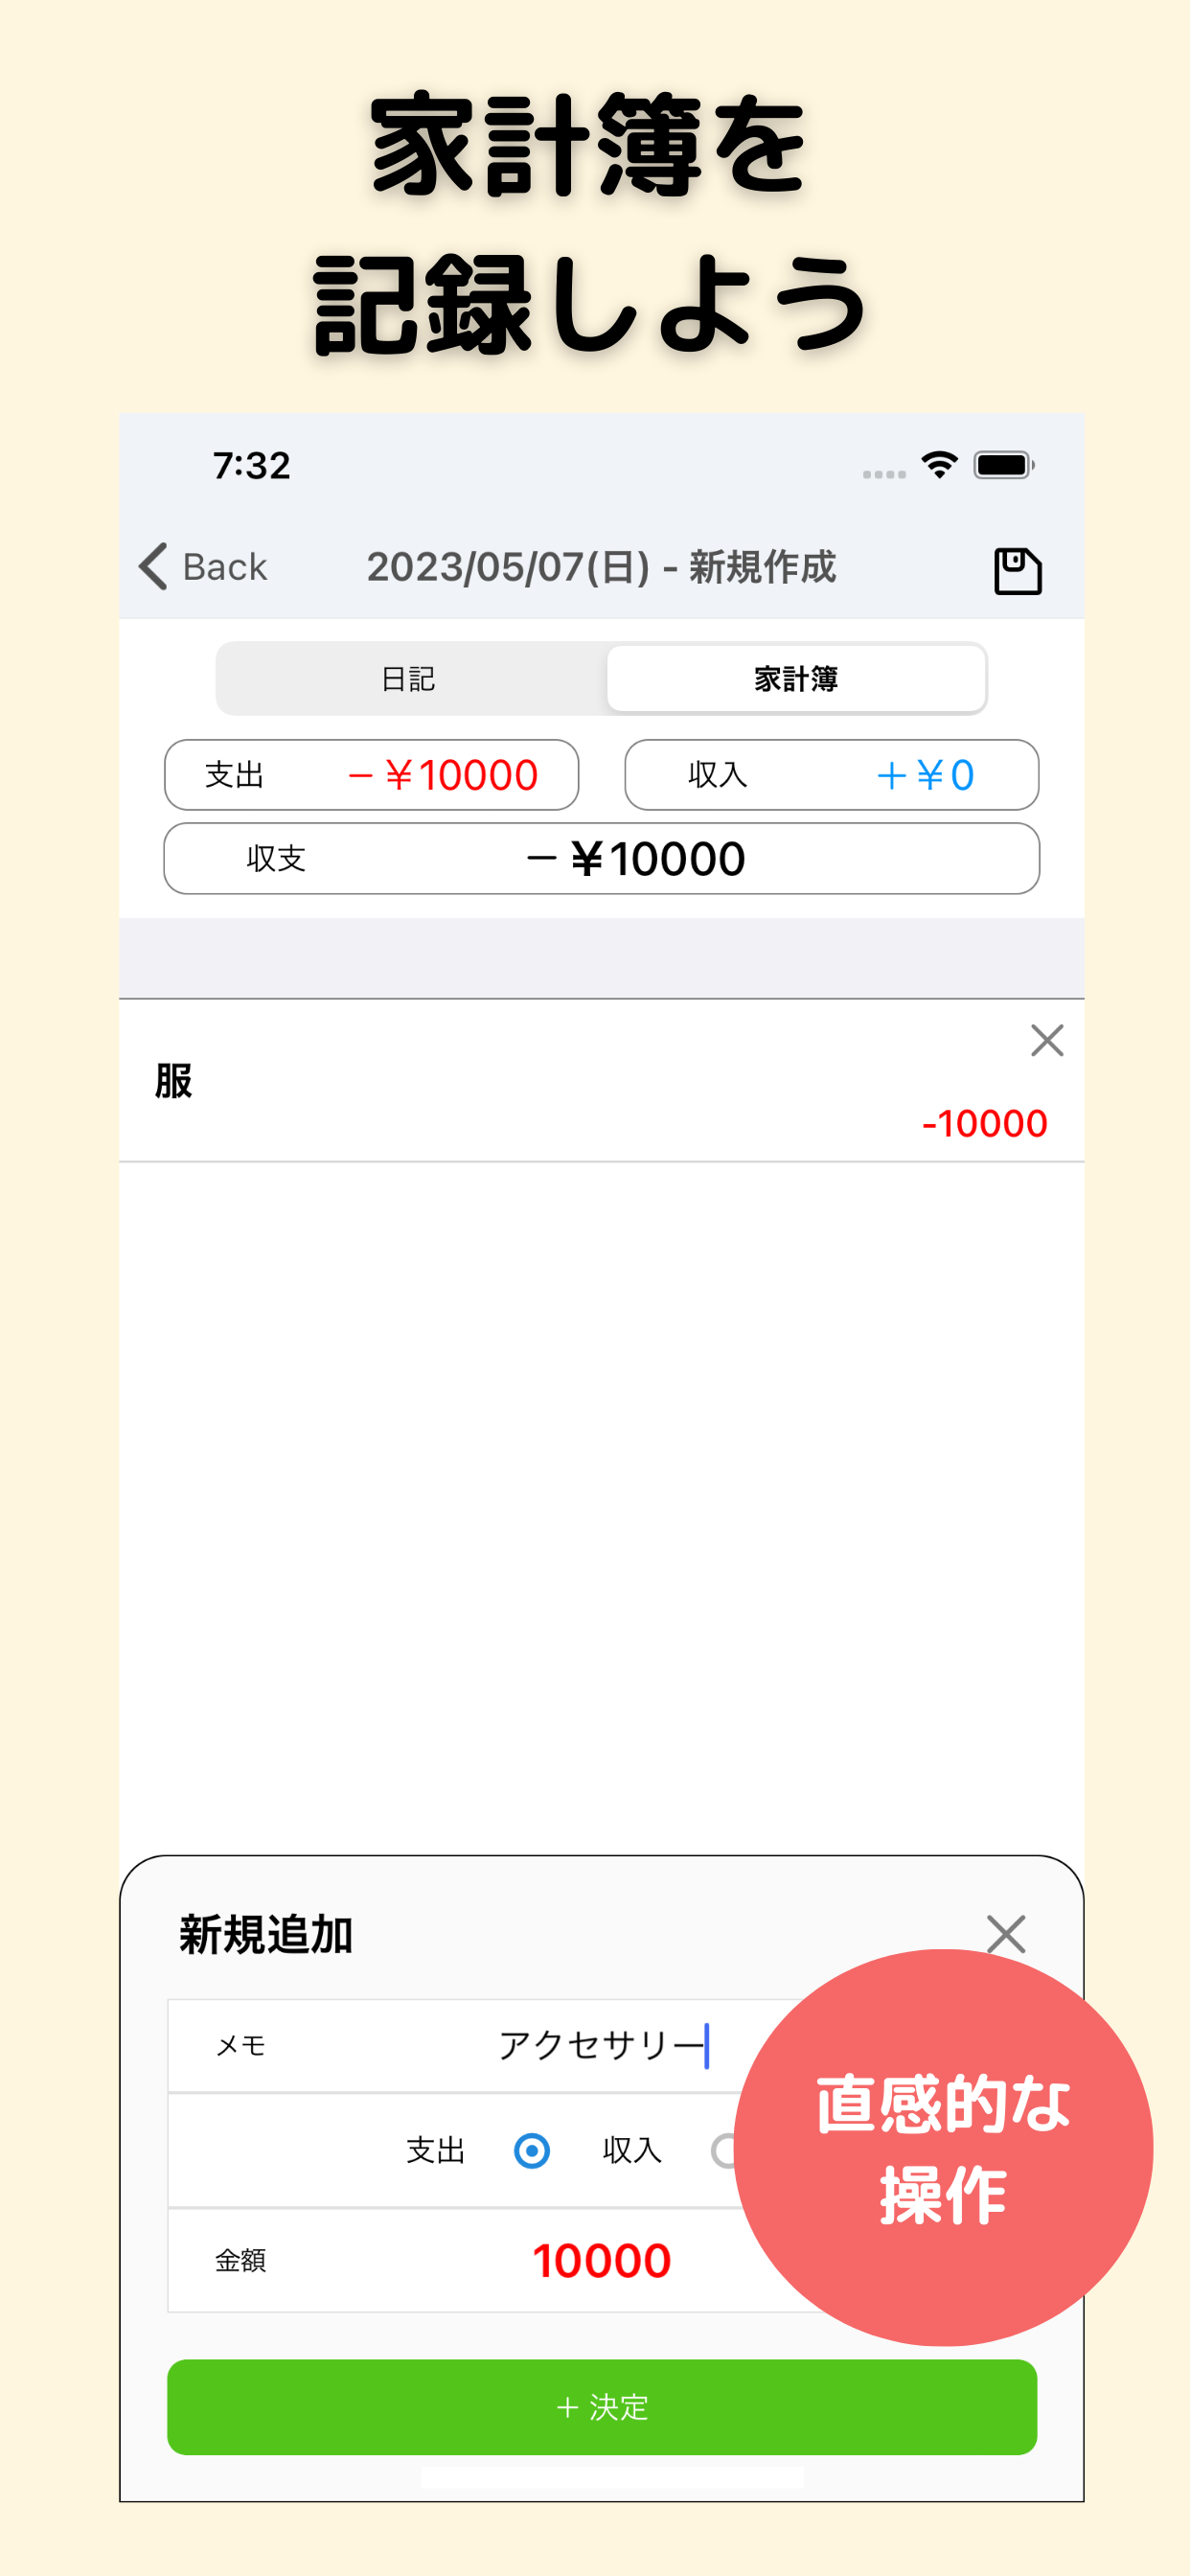 家計簿を
記録しよう
7:32
Back 2023/05/07(日) - 新規作成
日記 家計簿
支出 －￥10000 収入 ＋￥0
収支 －￥10000
服
-10000
新規追加
メモ アクセサリー
支出 収入
金額 10000
直感的な
操作
＋ 決定